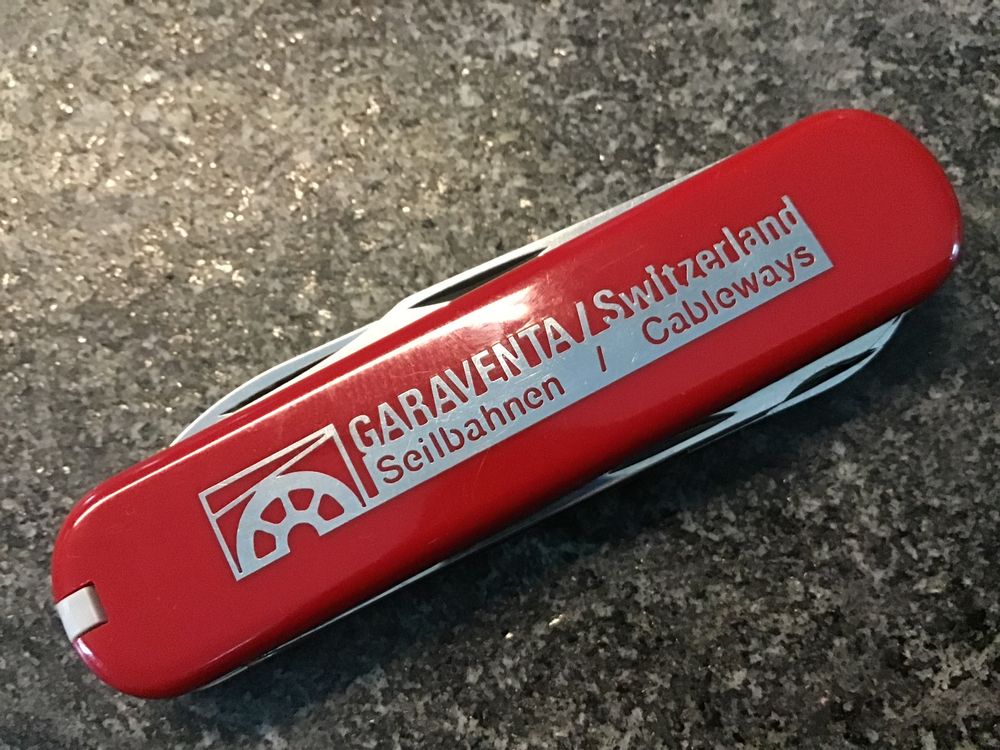 GARAVENTA/Switzerland
Seilbahnen / Cableways